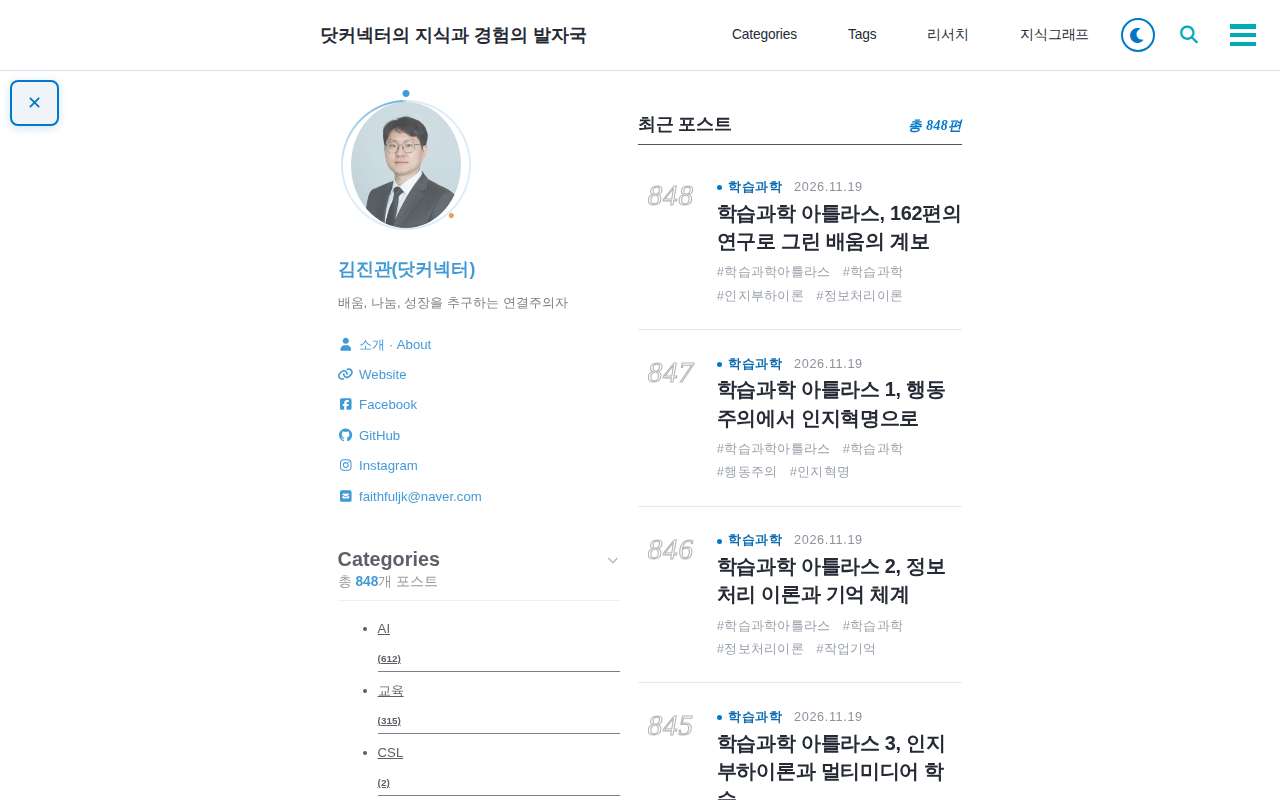 닷커넥터의 지식과 경험의 발자국
Categories
Tags
리서치
지식그래프
×
김진관(닷커넥터)
배움, 나눔, 성장을 추구하는 연결주의자
소개 · About
Website
Facebook
GitHub
Instagram
faithfuljk@naver.com
Categories
총 848개 포스트
AI
(612)
교육
(315)
CSL
(2)
최근 포스트
총 848편
848
학습과학 2026.11.19
학습과학 아틀라스, 162편의
연구로 그린 배움의 계보
#학습과학아틀라스 #학습과학
#인지부하이론 #정보처리이론
847
학습과학 2026.11.19
학습과학 아틀라스 1, 행동
주의에서 인지혁명으로
#학습과학아틀라스 #학습과학
#행동주의 #인지혁명
846
학습과학 2026.11.19
학습과학 아틀라스 2, 정보
처리 이론과 기억 체계
#학습과학아틀라스 #학습과학
#정보처리이론 #작업기억
845
학습과학 2026.11.19
학습과학 아틀라스 3, 인지
부하이론과 멀티미디어 학
습